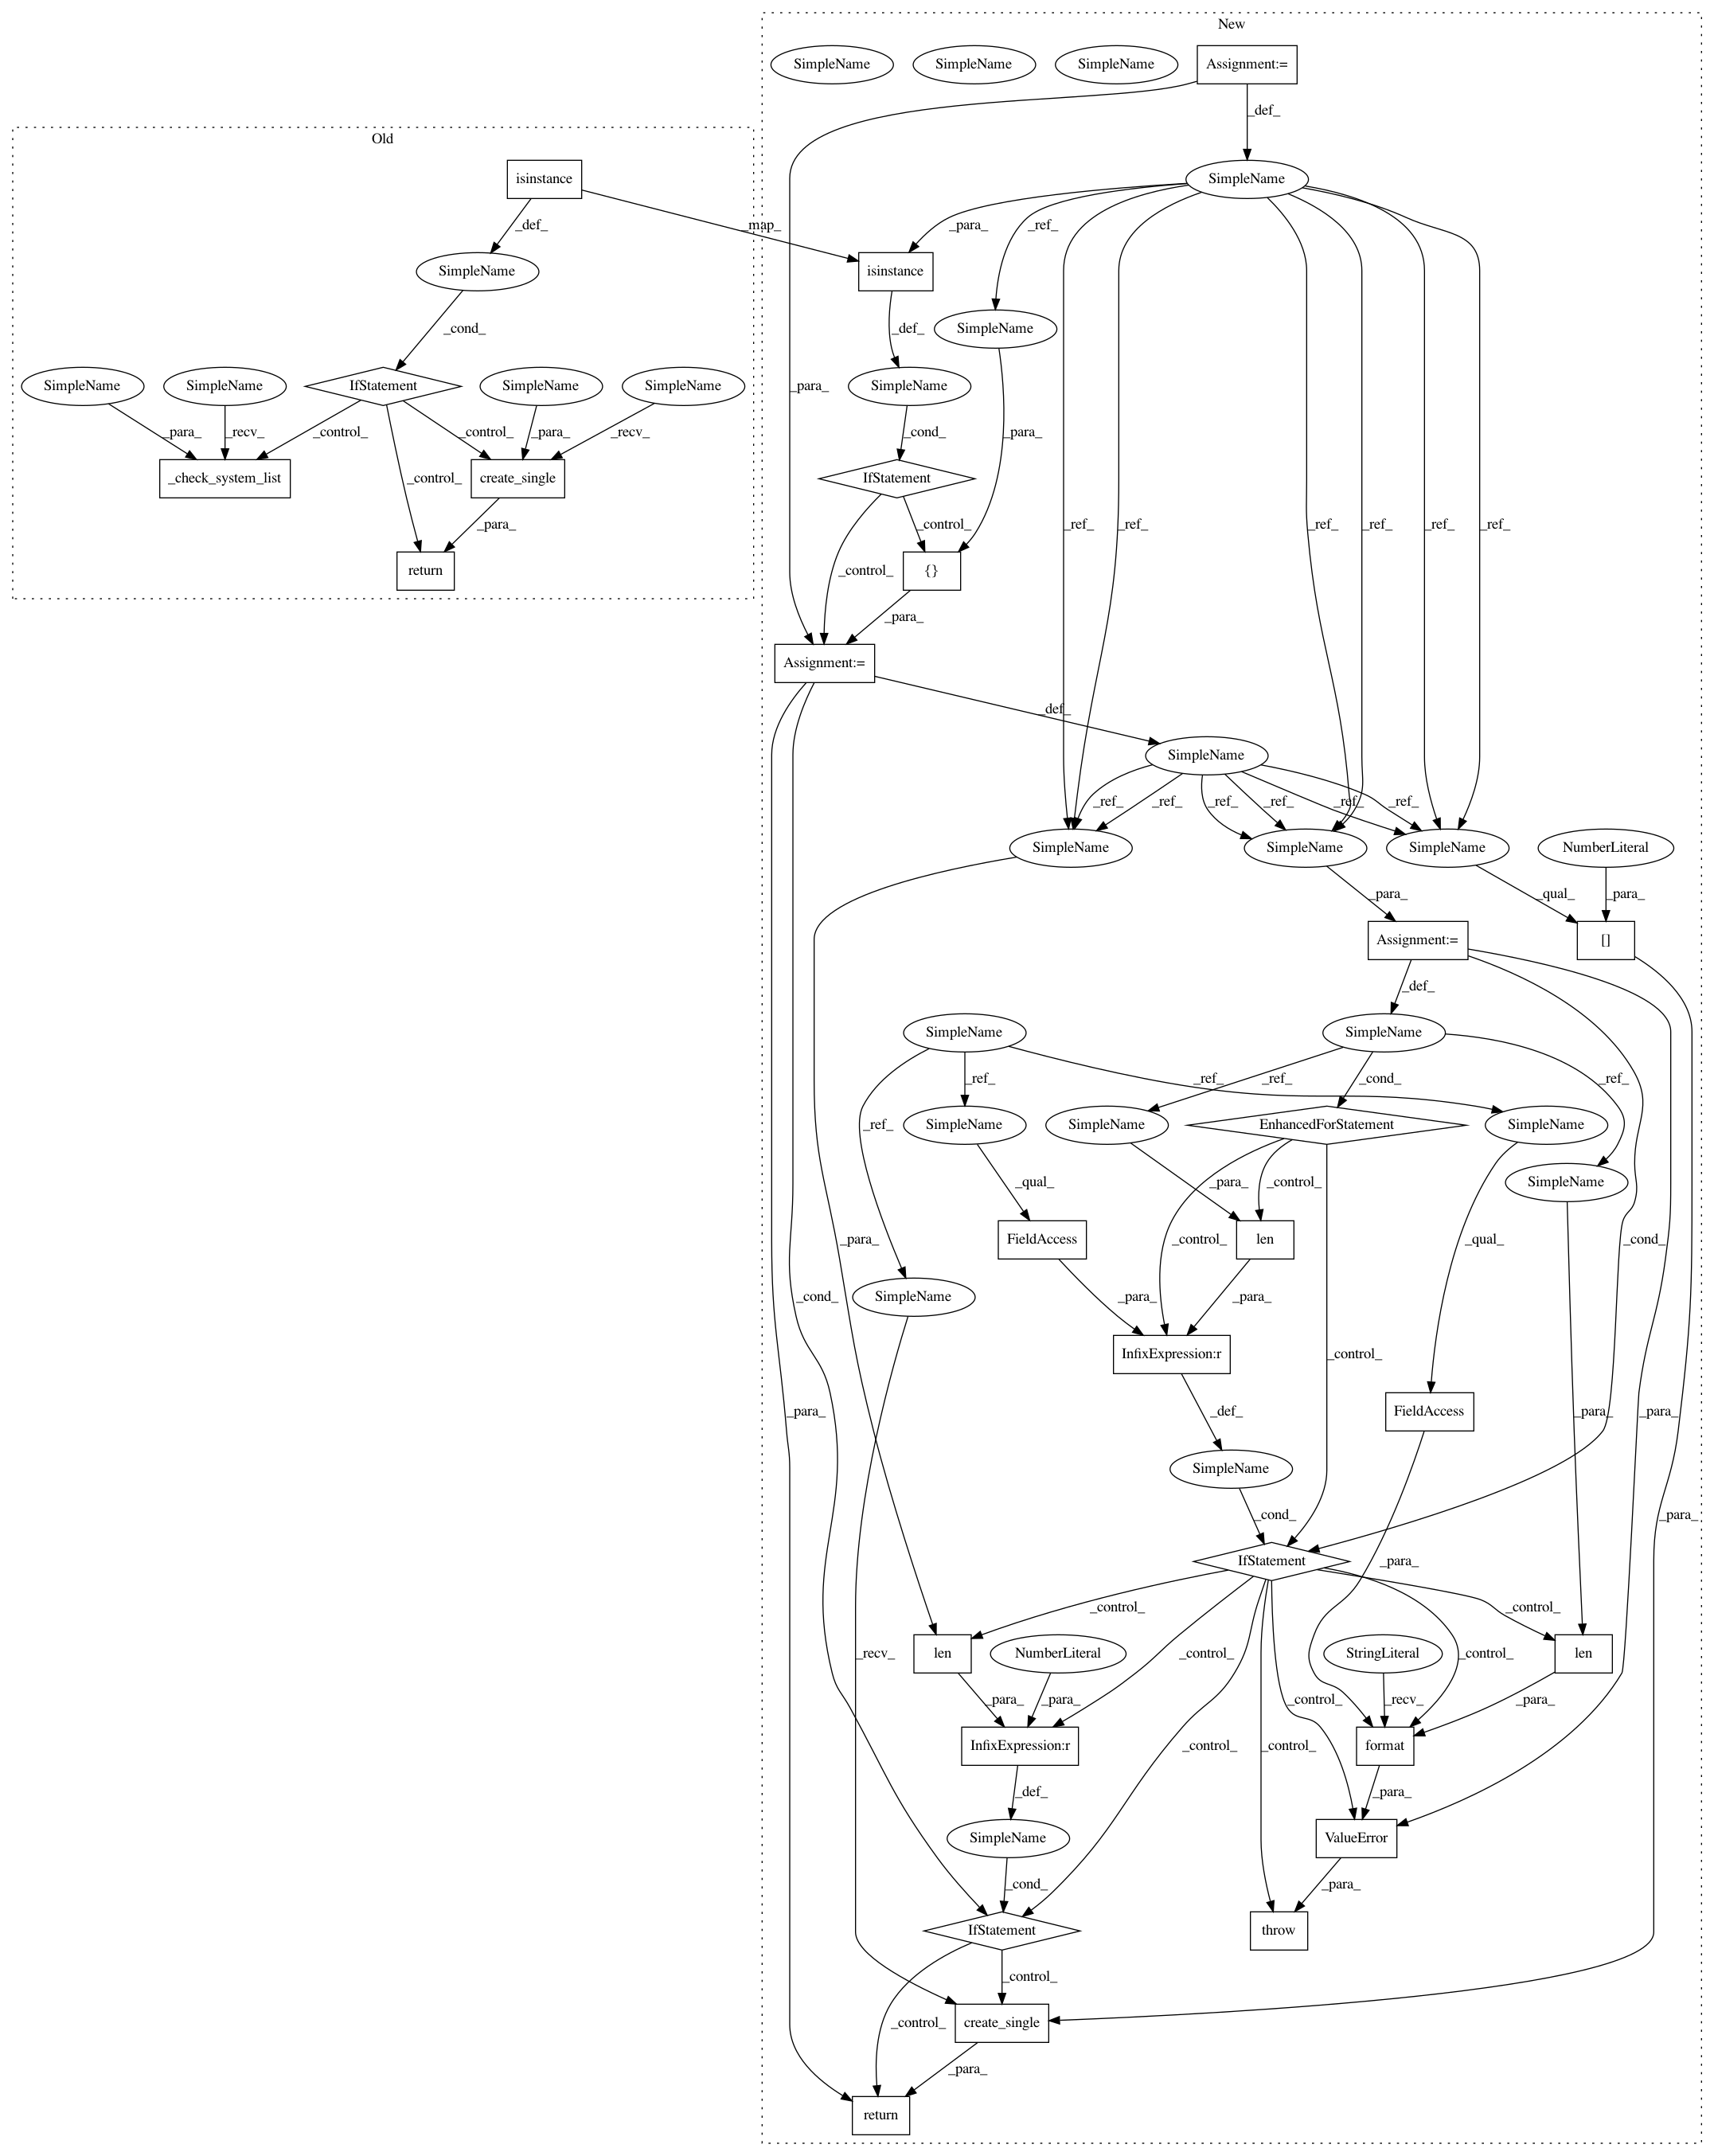 New
SimpleName SimpleName SimpleName Assignment:=
_def_
Old
isinstance SimpleName
_def_ _map_ _para_ _ref_
SimpleName isinstance
_cond_ _def_ SimpleName
_para_
SimpleName SimpleName IfStatement SimpleName SimpleName SimpleName
_para_ _recv_ _control_ _control_ _para_ _recv_ _cond_ _para_
_check_system_list _control_ create_single IfStatement
_para_ _control_ _ref_ _ref_ _ref_ _ref_ _ref_ _ref_
return _control_ {}
_para_
Assignment:=
_def_
SimpleName
_ref_ _ref_ _ref_ _ref_ _ref_ _ref_
SimpleName SimpleName SimpleName NumberLiteral
_para_ _qual_ _para_
Assignment:= []
_def_
SimpleName SimpleName
_ref_ _ref_ _ref_ _cond_ _ref_
_ref_ SimpleName SimpleName EnhancedForStatement SimpleName
SimpleName
_qual_ _para_ _control_
_para_ FieldAccess _control_ len _qual_ _cond_
SimpleName _para_ _para_
_cond_ InfixExpression:r _control_
_para_ _def_ FieldAccess _para_ _para_
SimpleName
_cond_ _para_
IfStatement _para_
_control_ _control_
_recv_ len NumberLiteral _control_ StringLiteral _control_ len
_para_ _para_ _control_ _recv_ _para_
InfixExpression:r _control_ _control_ format
_def_ _para_
SimpleName ValueError
_cond_ _para_
IfStatement throw
_control_
_control_ create_single
_para_
return